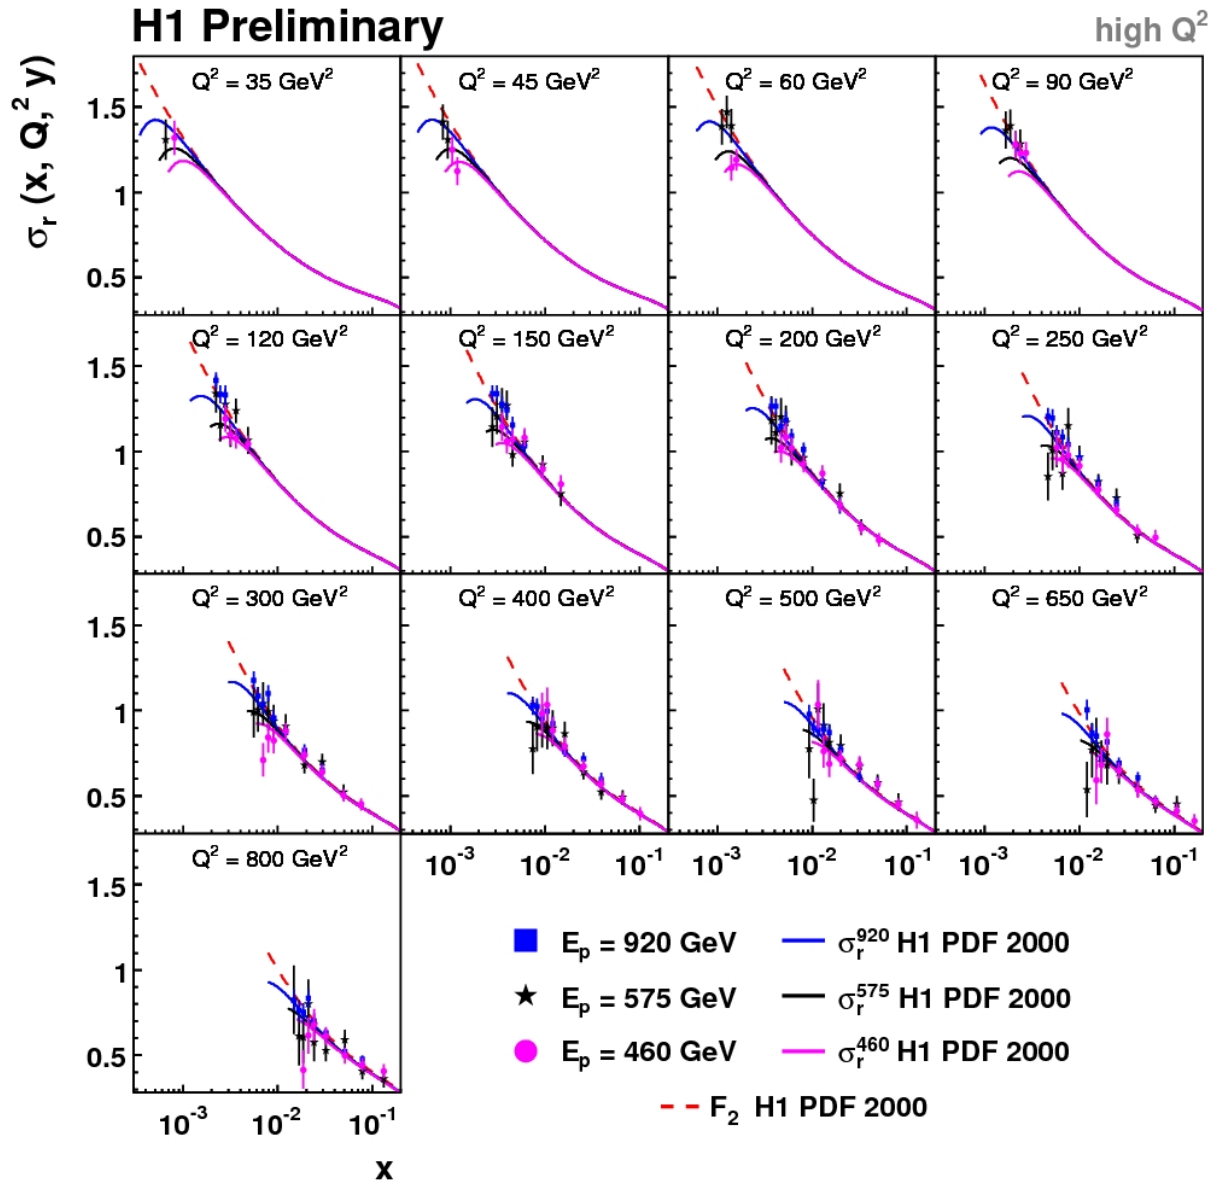 H1 Preliminary
high Q²
σr (x, Q,² y)
Q² = 35 GeV²
Q² = 45 GeV²
Q² = 60 GeV²
Q² = 90 GeV²
1.5
1
0.5
Q² = 120 GeV²
Q² = 150 GeV²
Q² = 200 GeV²
Q² = 250 GeV²
1.5
1
0.5
Q² = 300 GeV²
Q² = 400 GeV²
Q² = 500 GeV²
Q² = 650 GeV²
1.5
1
0.5
10⁻³ 10⁻² 10⁻¹
10⁻³ 10⁻² 10⁻¹
10⁻³ 10⁻² 10⁻¹
Q² = 800 GeV²
1.5
1
0.5
10⁻³ 10⁻² 10⁻¹
x
Eₚ = 920 GeV
σr⁹²⁰ H1 PDF 2000
Eₚ = 575 GeV
σr⁵⁷⁵ H1 PDF 2000
Eₚ = 460 GeV
σr⁴⁶⁰ H1 PDF 2000
F₂ H1 PDF 2000